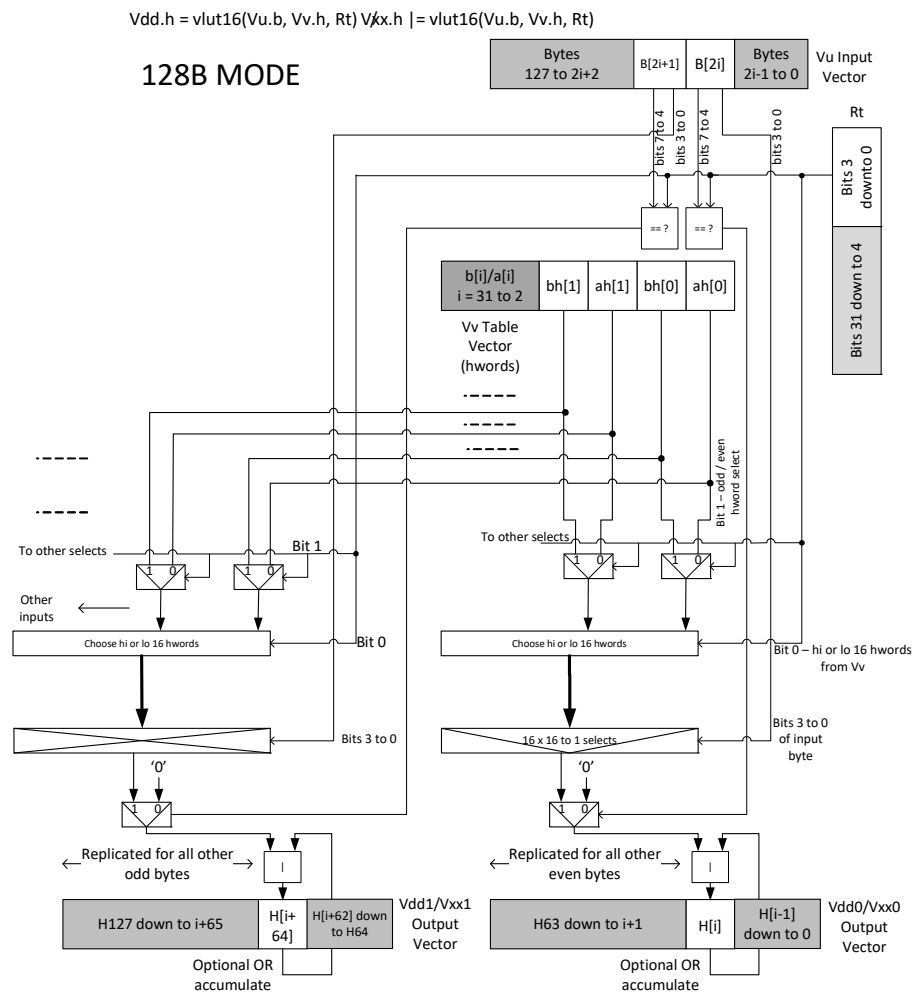 Vdd.h = vlut16(Vu.b, Vv.h, Rt) Vxx.h |= vlut16(Vu.b, Vv.h, Rt)
128B MODE
Bytes
127 to 2i+2
B[2i+1]
B[2i]
Bytes
2i-1 to 0
Vu Input
Vector
bits 7 to 4
bits 3 to 0
bits 7 to 4
bits 3 to 0
Rt
Bits 3
downto 0
Bits 31 down to 4
== ?
== ?
b[i]/a[i]
i = 31 to 2
bh[1]
ah[1]
bh[0]
ah[0]
Vv Table
Vector
(hwords)
Bit 1 – odd / even
hword select
To other selects
Bit 1
To other selects
1 0
1 0
1 0
1 0
Other
inputs
Choose hi or lo 16 hwords
Bit 0
Choose hi or lo 16 hwords
Bit 0 – hi or lo 16 hwords
from Vv
Bits 3 to 0
16 x 16 to 1 selects
Bits 3 to 0
of input
byte
'0'
'0'
1 0
1 0
Replicated for all other
odd bytes
|
Replicated for all other
even bytes
|
H127 down to i+65
H[i+
64]
H[i+62] down
to H64
Vdd1/Vxx1
Output
Vector
H63 down to i+1
H[i]
H[i-1]
down to 0
Vdd0/Vxx0
Output
Vector
Optional OR
accumulate
Optional OR
accumulate